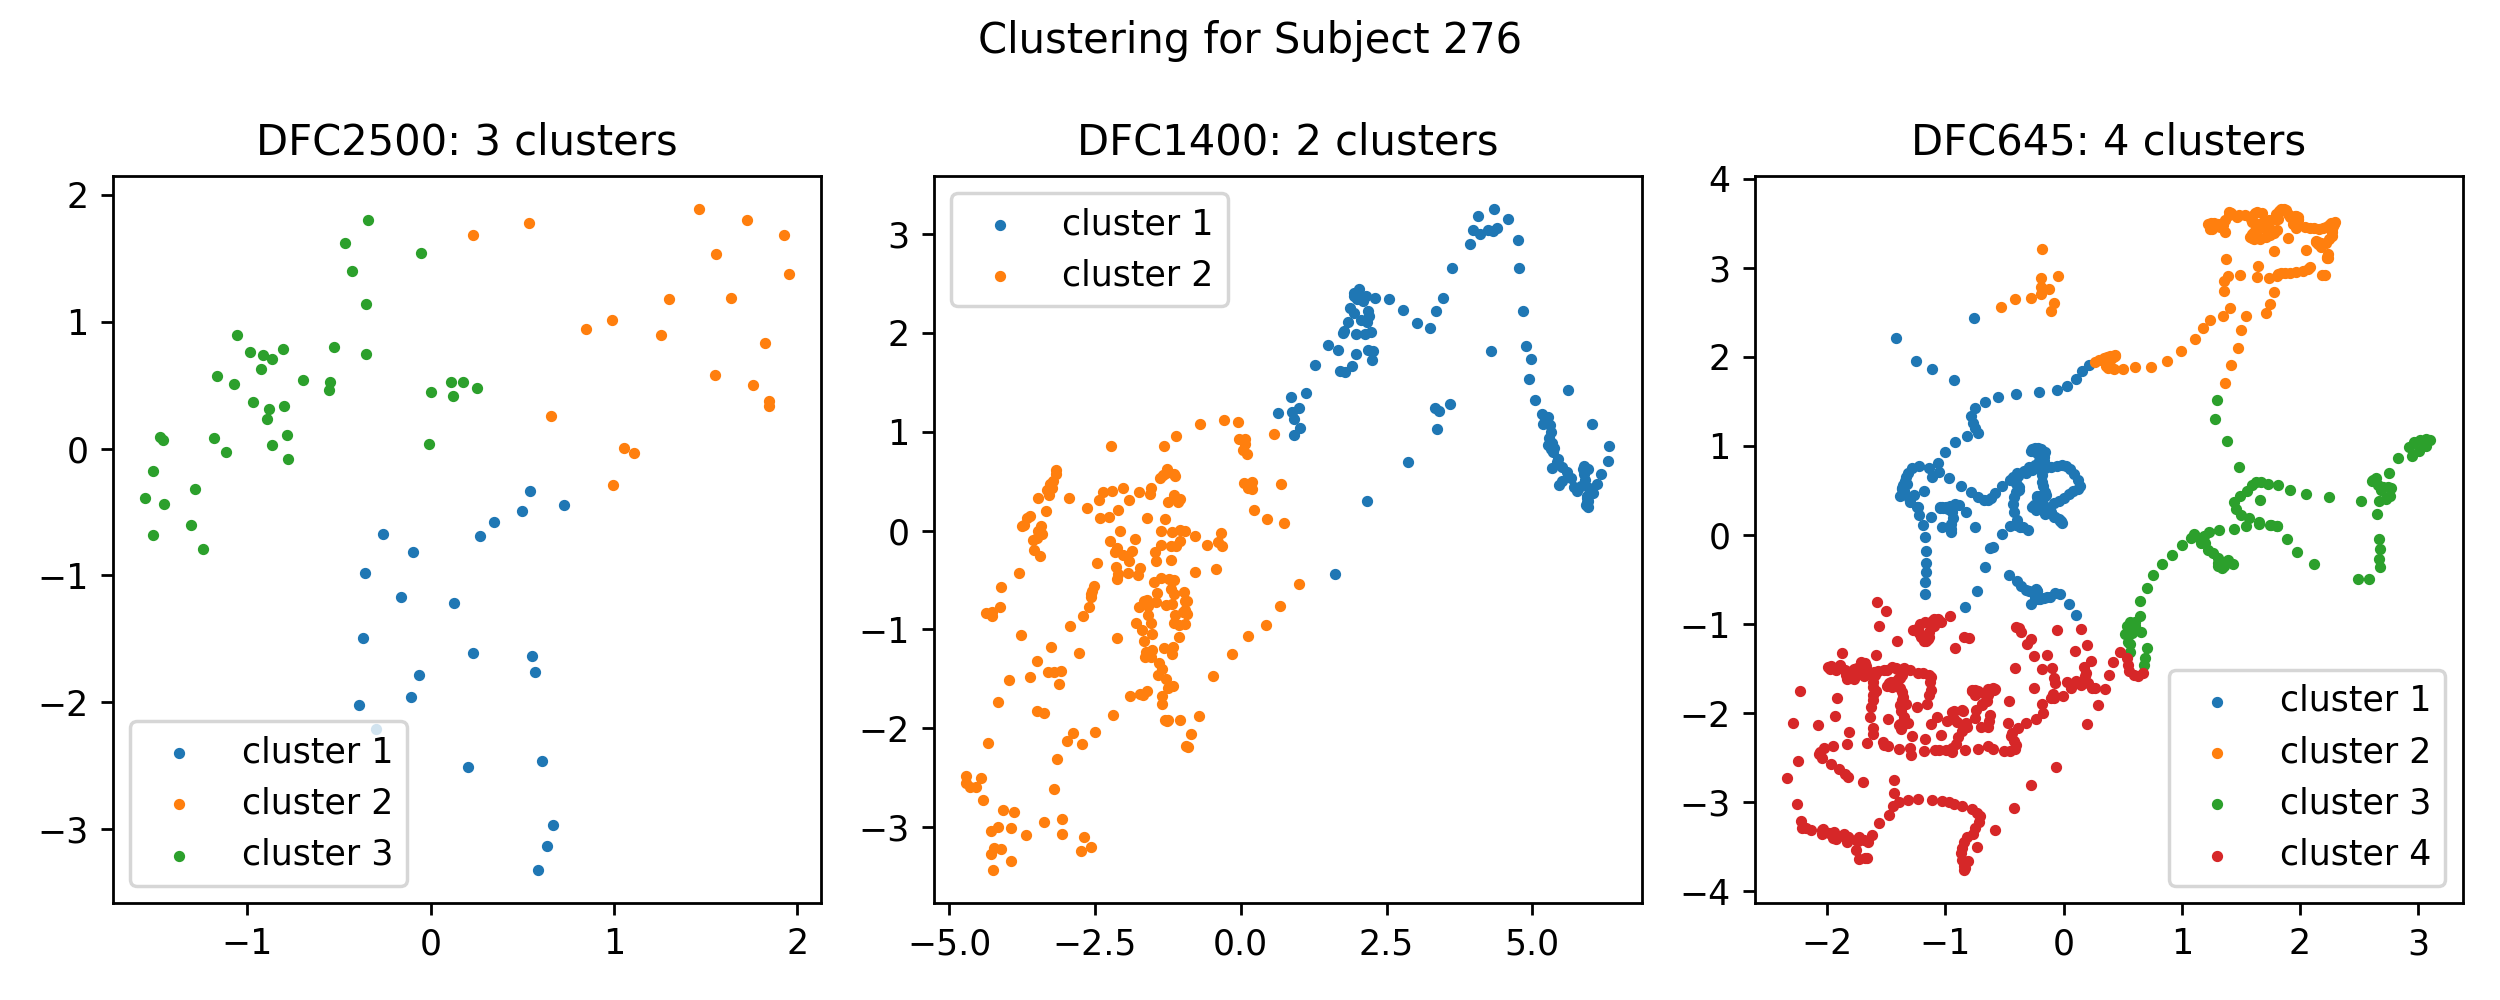 Clustering for Subject 276
DFC2500: 3 clusters
2
1
0
−1
−2
−3
−1
0
1
2
cluster 1
cluster 2
cluster 3
DFC1400: 2 clusters
3
2
1
0
−1
−2
−3
−5.0
−2.5
0.0
2.5
5.0
cluster 1
cluster 2
DFC645: 4 clusters
4
3
2
1
0
−1
−2
−3
−4
−2
−1
0
1
2
3
cluster 1
cluster 2
cluster 3
cluster 4